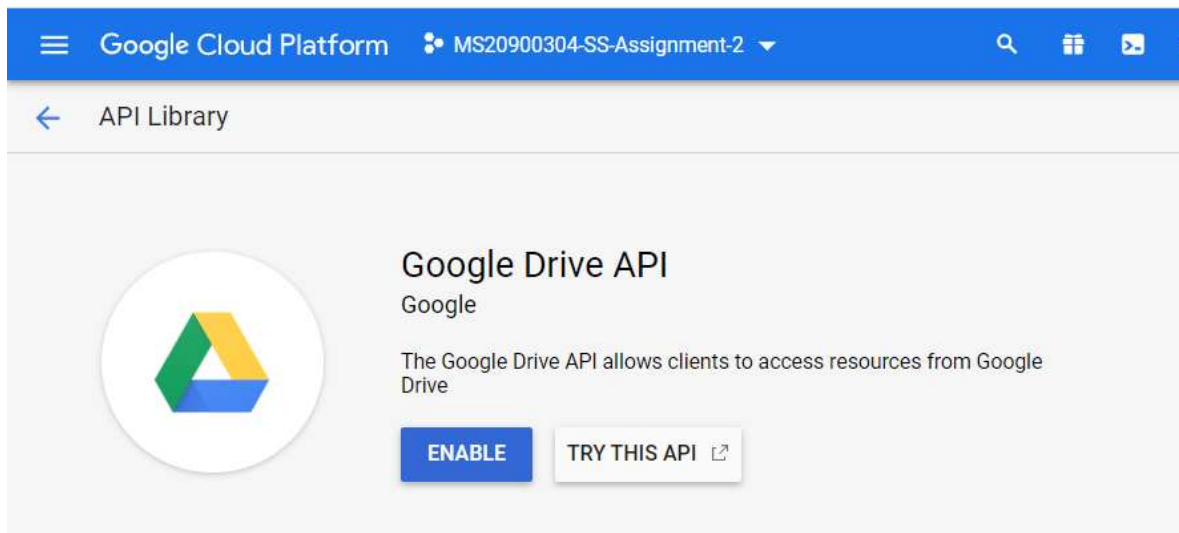 Google Cloud Platform MS20900304-SS-Assignment-2
API Library
Google Drive API
Google
The Google Drive API allows clients to access resources from Google
Drive
ENABLE TRY THIS API